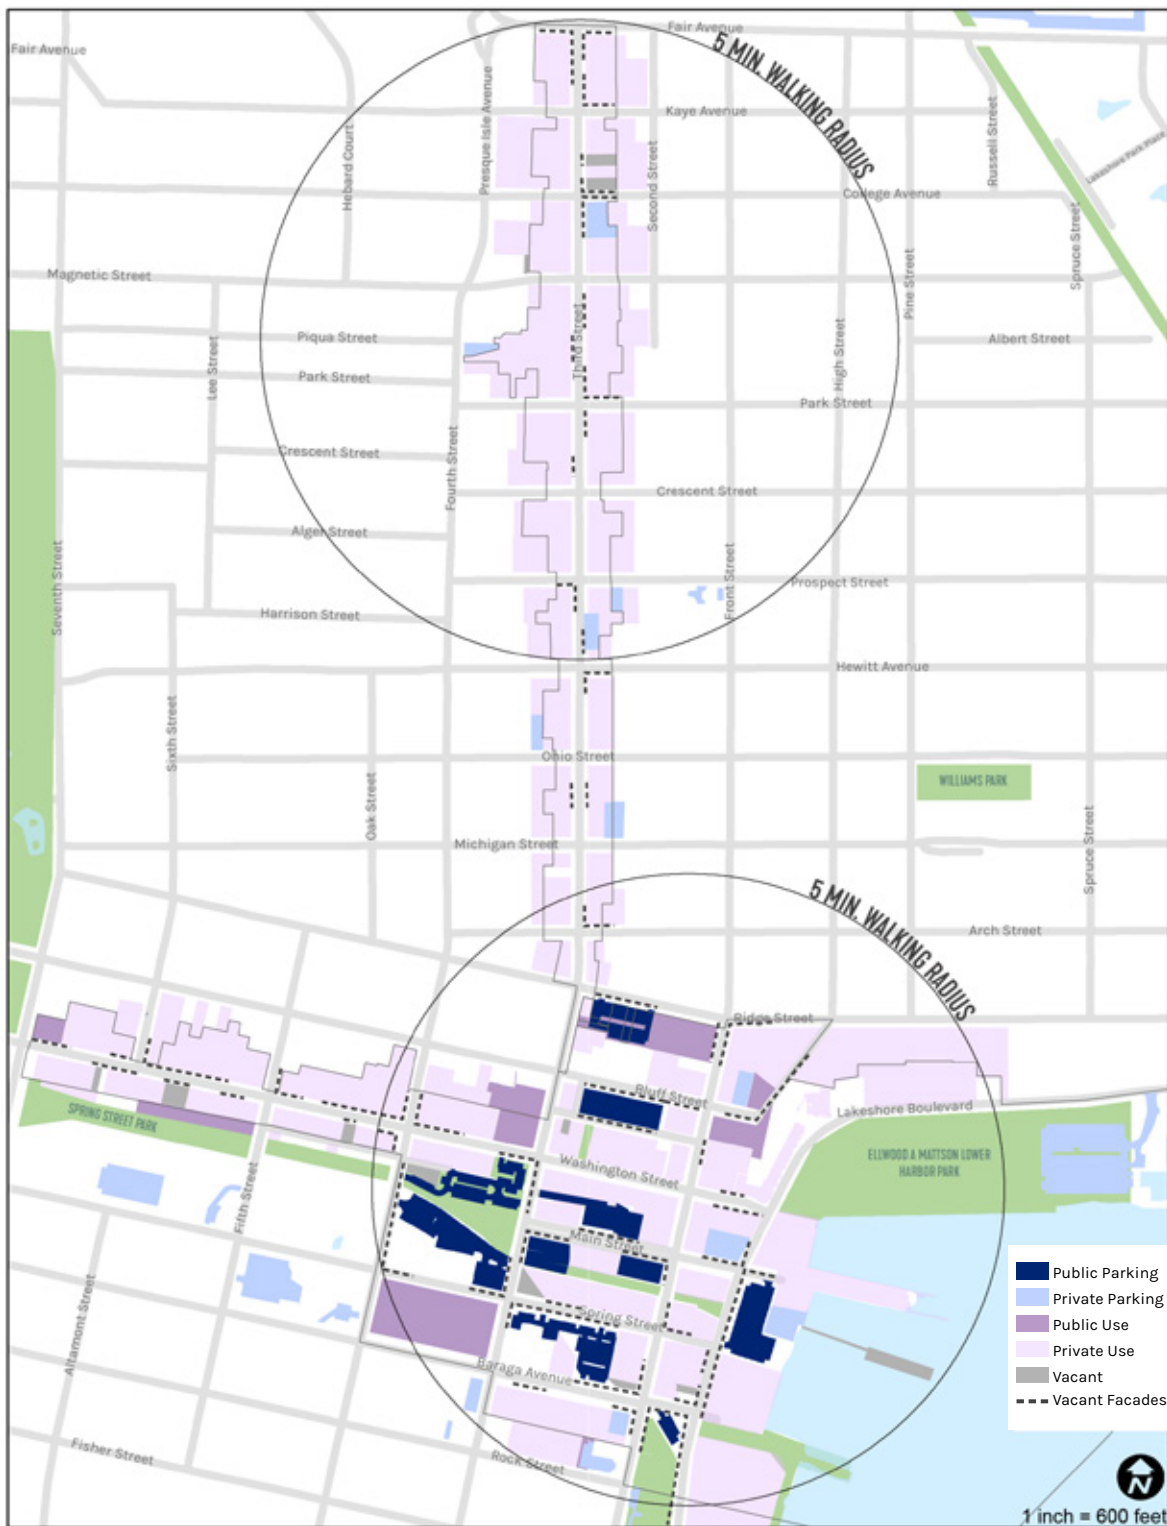 Fair Avenue
Fair Avenue
5 MIN. WALKING RADIUS
Presque Isle Avenue
Hebard Court
Kaye Avenue
Russell Street
Second Street
Lakeshore Park Place
College Avenue
Spruce Street
Magnetic Street
Pine Street
Third Street
Piqua Street
Lee Street
High Street
Albert Street
Park Street
Park Street
Crescent Street
Fourth Street
Crescent Street
Alger Street
Seventh Street
Front Street
Prospect Street
Harrison Street
Hewitt Avenue
Sixth Street
Ohio Street
WILLIAMS PARK
Oak Street
Michigan Street
Spruce Street
5 MIN. WALKING RADIUS
Arch Street
Ridge Street
Bluff Street
Lakeshore Boulevard
SPRING STREET PARK
ELLWOOD A MATTSON LOWER
HARBOR PARK
Washington Street
Fifth Street
Main Street
Altamont Street
Spring Street
Baraga Avenue
Fisher Street
Rock Street
Public Parking
Private Parking
Public Use
Private Use
Vacant
Vacant Facades
N
1 inch = 600 feet